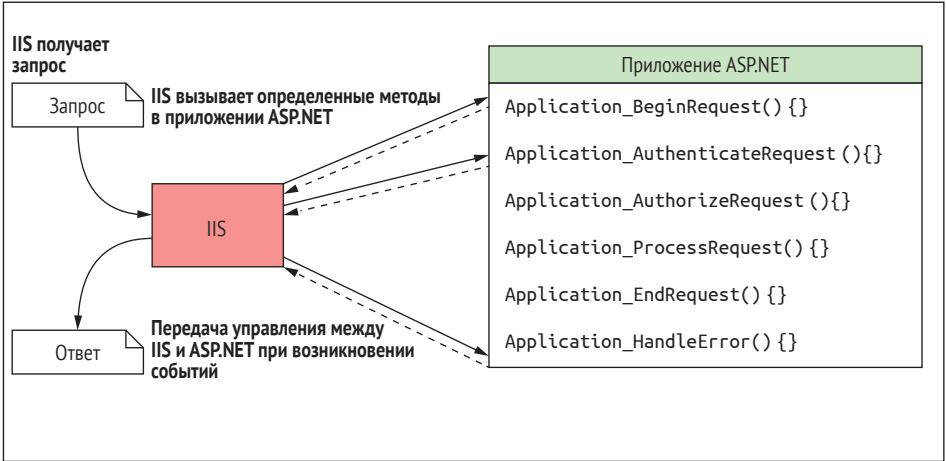 IIS получает
запрос
Запрос
IIS вызывает определенные методы
в приложении ASP.NET
IIS
Ответ
Передача управления между
IIS и ASP.NET при возникновении
событий
Приложение ASP.NET
Application_BeginRequest() {}
Application_AuthenticateRequest (){}
Application_AuthorizeRequest (){}
Application_ProcessRequest() {}
Application_EndRequest() {}
Application_HandleError() {}